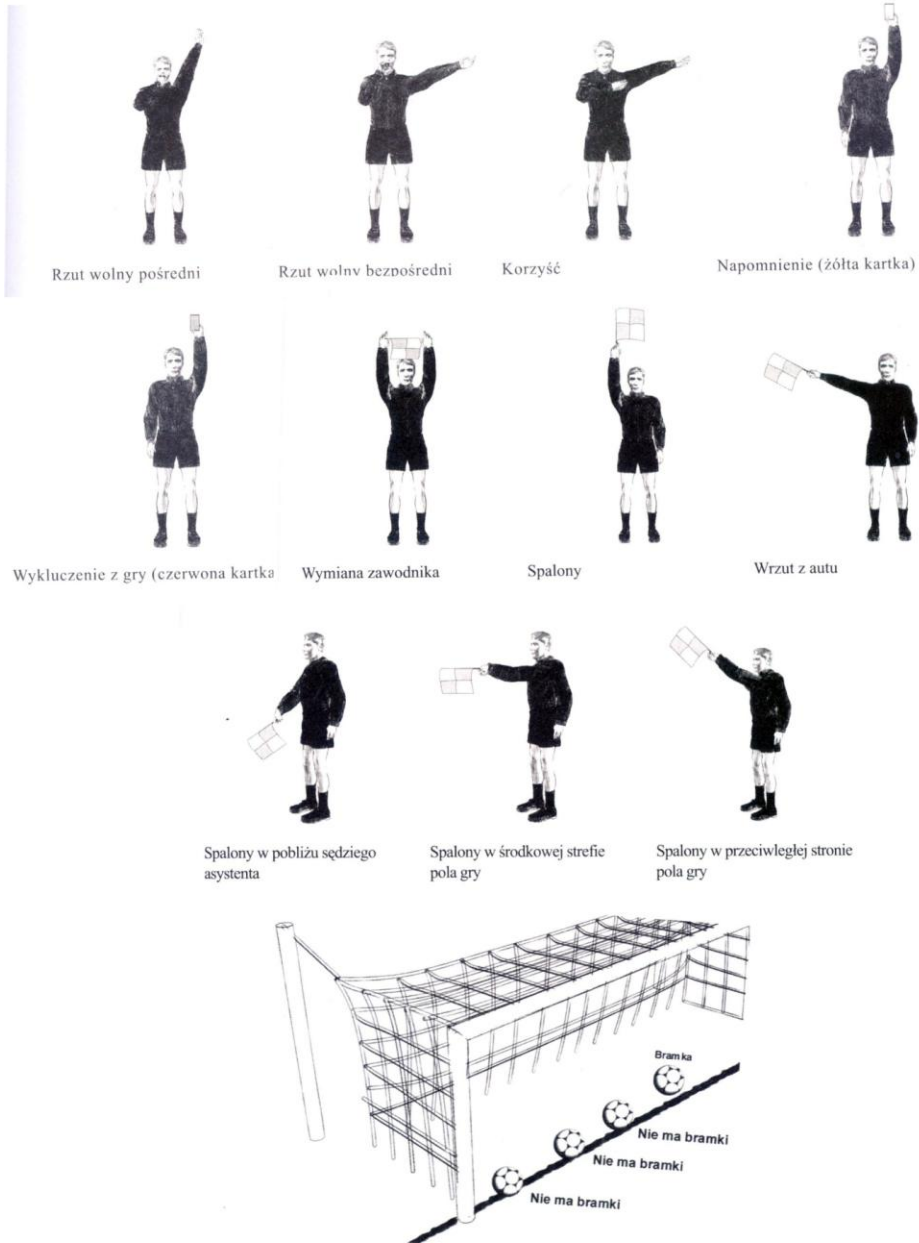 Rzut wolny pośredni
Rzut wolny bezpośredni
Korzyść
Napomnienie (żółta kartka)
Wykluczenie z gry (czerwona kartka
Wymiana zawodnika
Spalony
Wrzut z autu
Spalony w pobliżu sędziego
asystenta
Spalony w środkowej strefie
pola gry
Spalony w przeciwległej stronie
pola gry
Bramka
Nie ma bramki
Nie ma bramki
Nie ma bramki